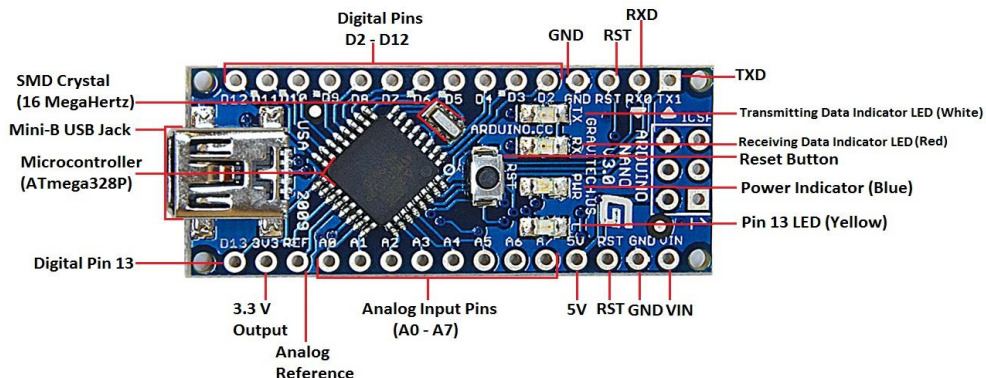 Digital Pins
D2 - D12
GND
RST
RXD
TXD
SMD Crystal
(16 MegaHertz)
Mini-B USB Jack
Microcontroller
(ATmega328P)
Digital Pin 13
3.3 V
Output
Analog
Reference
Analog Input Pins
(A0 - A7)
5V
RST
GND
VIN
Transmitting Data Indicator LED (White)
Receiving Data Indicator LED (Red)
Reset Button
Power Indicator (Blue)
Pin 13 LED (Yellow)
D12 D11 D10 D9 D8 D7 D6 D5 D4 D3 D2 GND RST RX0 TX1
USA
2009
ARDUINO.CC
TX
RX
PWR
L
RST
GRAVITECH.US
ARDUINO
NANO
V3.0
ICSP
D13 3V3 REF A0 A1 A2 A3 A4 A5 A6 A7 5V RST GND VIN